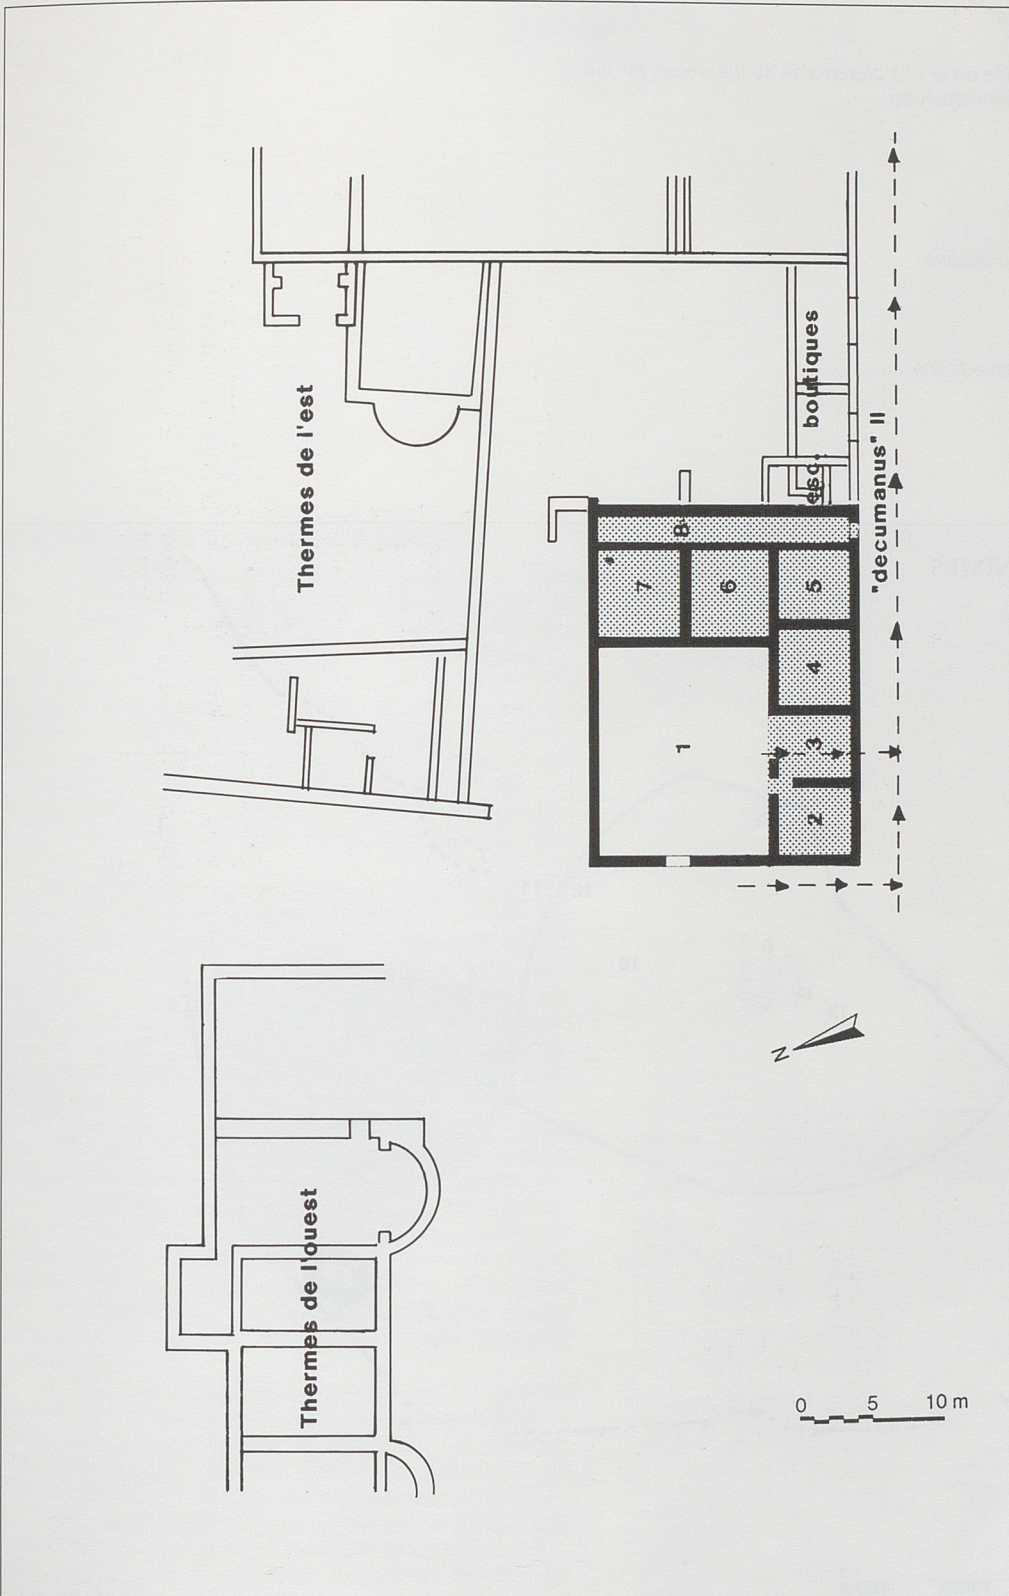 Thermes de l'est
boutiques
esc.
"decumanus" II
8
7
6
5
4
3
1
2
N
Thermes de l'ouest
0 5 10 m